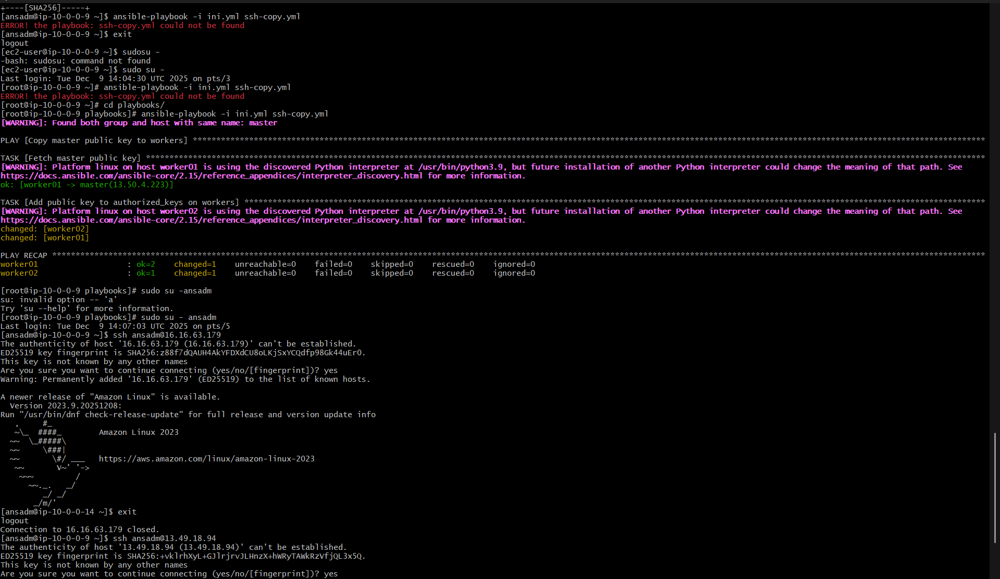 +----[SHA256]-----+
[ansadm@ip-10-0-0-9 ~]$ ansible-playbook -i ini.yml ssh-copy.yml
ERROR! the playbook: ssh-copy.yml could not be found
[ansadm@ip-10-0-0-9 ~]$ exit
logout
[ec2-user@ip-10-0-0-9 ~]$ sudosu -
-bash: sudosu: command not found
[ec2-user@ip-10-0-0-9 ~]$ sudo su -
Last login: Tue Dec  9 14:04:30 UTC 2025 on pts/3
[root@ip-10-0-0-9 ~]# ansible-playbook -i ini.yml ssh-copy.yml
ERROR! the playbook: ssh-copy.yml could not be found
[root@ip-10-0-0-9 ~]# cd playbooks/
[root@ip-10-0-0-9 playbooks]# ansible-playbook -i ini.yml ssh-copy.yml
[WARNING]: Found both group and host with same name: master
PLAY [Copy master public key to workers] *************************************************************************************************************************************************************************
TASK [Fetch master public key] ***********************************************************************************************************************************************************************************
[WARNING]: Platform linux on host worker01 is using the discovered Python interpreter at /usr/bin/python3.9, but future installation of another Python interpreter could change the meaning of that path. See
https://docs.ansible.com/ansible-core/2.15/reference_appendices/interpreter_discovery.html for more information.
ok: [worker01 -> master(13.50.4.223)]
TASK [Add public key to authorized_keys on workers] **************************************************************************************************************************************************************
[WARNING]: Platform linux on host worker02 is using the discovered Python interpreter at /usr/bin/python3.9, but future installation of another Python interpreter could change the meaning of that path. See
https://docs.ansible.com/ansible-core/2.15/reference_appendices/interpreter_discovery.html for more information.
changed: [worker02]
changed: [worker01]
PLAY RECAP *******************************************************************************************************************************************************************************************************
worker01                   : ok=2    changed=1    unreachable=0    failed=0    skipped=0    rescued=0    ignored=0
worker02                   : ok=1    changed=1    unreachable=0    failed=0    skipped=0    rescued=0    ignored=0
[root@ip-10-0-0-9 playbooks]# sudo su -ansadm
su: invalid option -- 'a'
Try 'su --help' for more information.
[root@ip-10-0-0-9 playbooks]# sudo su - ansadm
Last login: Tue Dec  9 14:07:03 UTC 2025 on pts/5
[ansadm@ip-10-0-0-9 ~]$ ssh ansadm@16.16.63.179
The authenticity of host '16.16.63.179 (16.16.63.179)' can't be established.
ED25519 key fingerprint is SHA256:z88f7dQAUH4AkYFDXdCU8oLKjSxYCQdfp98Gk44uErO.
This key is not known by any other names
Are you sure you want to continue connecting (yes/no/[fingerprint])? yes
Warning: Permanently added '16.16.63.179' (ED25519) to the list of known hosts.
A newer release of "Amazon Linux" is available.
  Version 2023.9.20251208:
Run "/usr/bin/dnf check-release-update" for full release and version update info
   ,     #_
   ~\_  ####_        Amazon Linux 2023
  ~~  \_#####\
  ~~     \###|
  ~~       \#/ ___   https://aws.amazon.com/linux/amazon-linux-2023
   ~~       V~' '->
    ~~~         /
      ~~._.   _/
         _/ _/
       _/m/'
[ansadm@ip-10-0-0-14 ~]$ exit
logout
Connection to 16.16.63.179 closed.
[ansadm@ip-10-0-0-9 ~]$ ssh ansadm@13.49.18.94
The authenticity of host '13.49.18.94 (13.49.18.94)' can't be established.
ED25519 key fingerprint is SHA256:+vklrhXyL+GJlrjrvJLHnzX+hWRyTAWkRzVfjQL3x5Q.
This key is not known by any other names
Are you sure you want to continue connecting (yes/no/[fingerprint])? yes